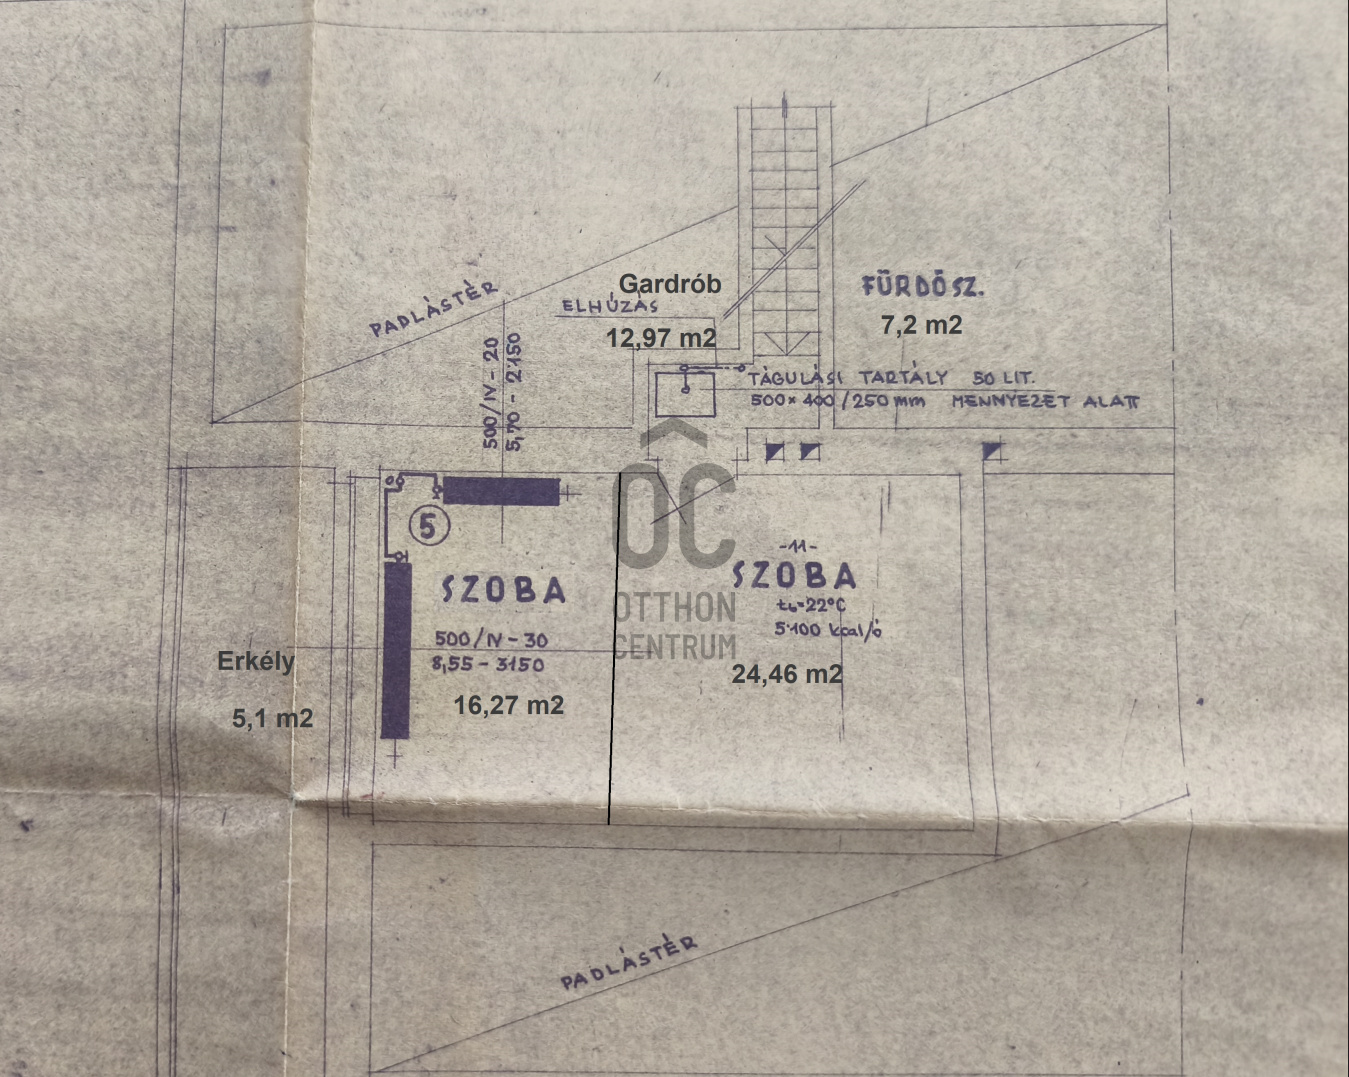 PADLÁSTÉR
500/IV-20
5,70-2150
Gardrób
ELHÚZÁS
12,97 m2
FÜRDŐSZ.
7,2 m2
TÁGULÁSI TARTÁLY 50 LIT.
500×400/250 mm MENNYEZET ALATT
5
SZOBA
500/IV-30
8,55-3150
16,27 m2
Erkély
5,1 m2
OC
OTTHON
CENTRUM
-11-
SZOBA
tb=22°C
5100 kcal/ó
24,46 m2
PADLÁSTÉR